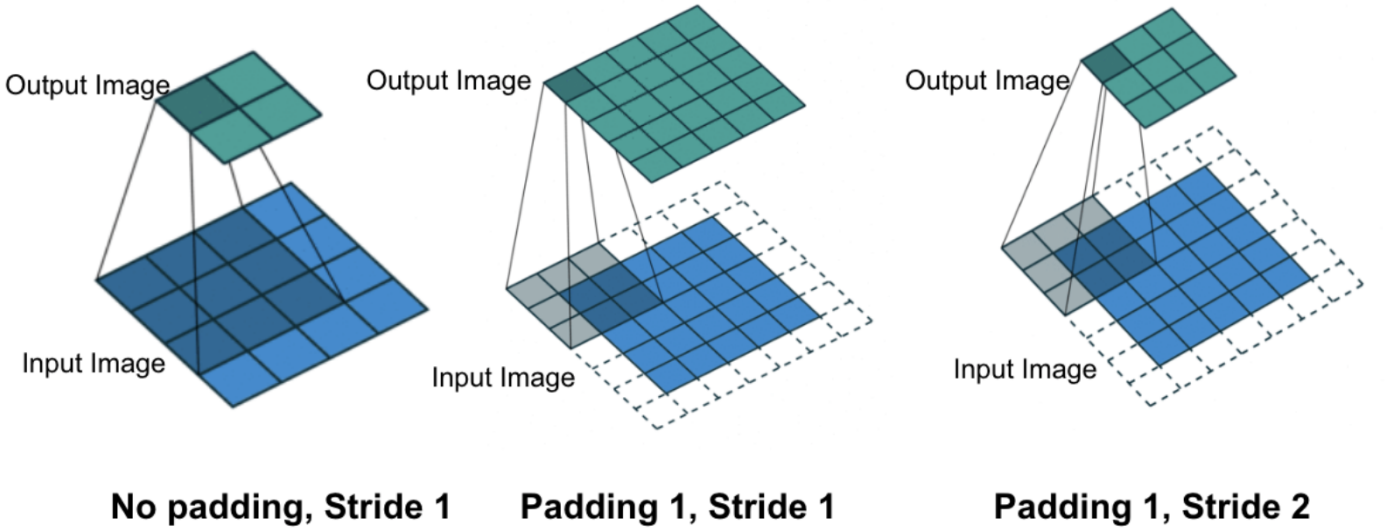 Output Image
Input Image
No padding, Stride 1
Output Image
Input Image
Padding 1, Stride 1
Output Image
Input Image
Padding 1, Stride 2